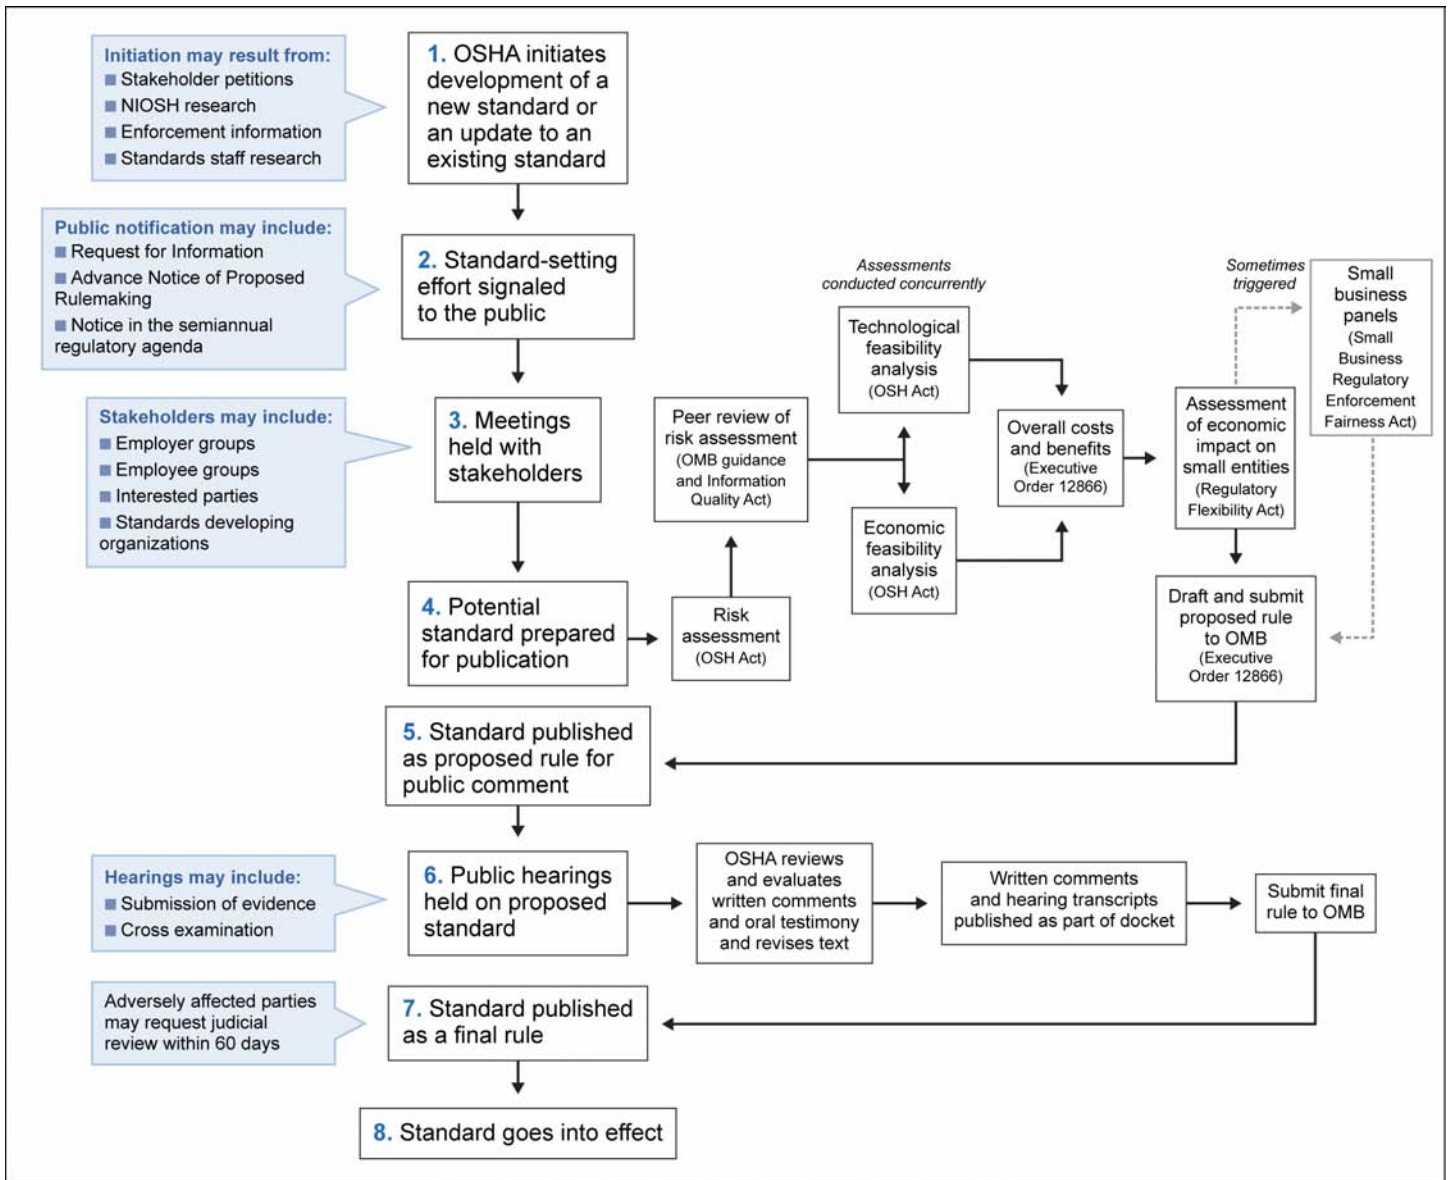 Initiation may result from:
■ Stakeholder petitions
■ NIOSH research
■ Enforcement information
■ Standards staff research
1. OSHA initiates
development of a
new standard or
an update to an
existing standard
Public notification may include:
■ Request for Information
■ Advance Notice of Proposed
Rulemaking
■ Notice in the semiannual
regulatory agenda
2. Standard-setting
effort signaled
to the public
Stakeholders may include:
■ Employer groups
■ Employee groups
■ Interested parties
■ Standards developing
organizations
3. Meetings
held with
stakeholders
4. Potential
standard prepared
for publication
Risk
assessment
(OSH Act)
Peer review of
risk assessment
(OMB guidance
and Information
Quality Act)
Assessments
conducted concurrently
Technological
feasibility
analysis
(OSH Act)
Economic
feasibility
analysis
(OSH Act)
Overall costs
and benefits
(Executive
Order 12866)
Assessment
of economic
impact on
small entities
(Regulatory
Flexibility Act)
Sometimes
triggered
Small
business
panels
(Small
Business
Regulatory
Enforcement
Fairness Act)
Draft and submit
proposed rule
to OMB
(Executive
Order 12866)
5. Standard published
as proposed rule for
public comment
Hearings may include:
■ Submission of evidence
■ Cross examination
6. Public hearings
held on proposed
standard
OSHA reviews
and evaluates
written comments
and oral testimony
and revises text
Written comments
and hearing transcripts
published as part of docket
Submit final
rule to OMB
Adversely affected parties
may request judicial
review within 60 days
7. Standard published
as a final rule
8. Standard goes into effect